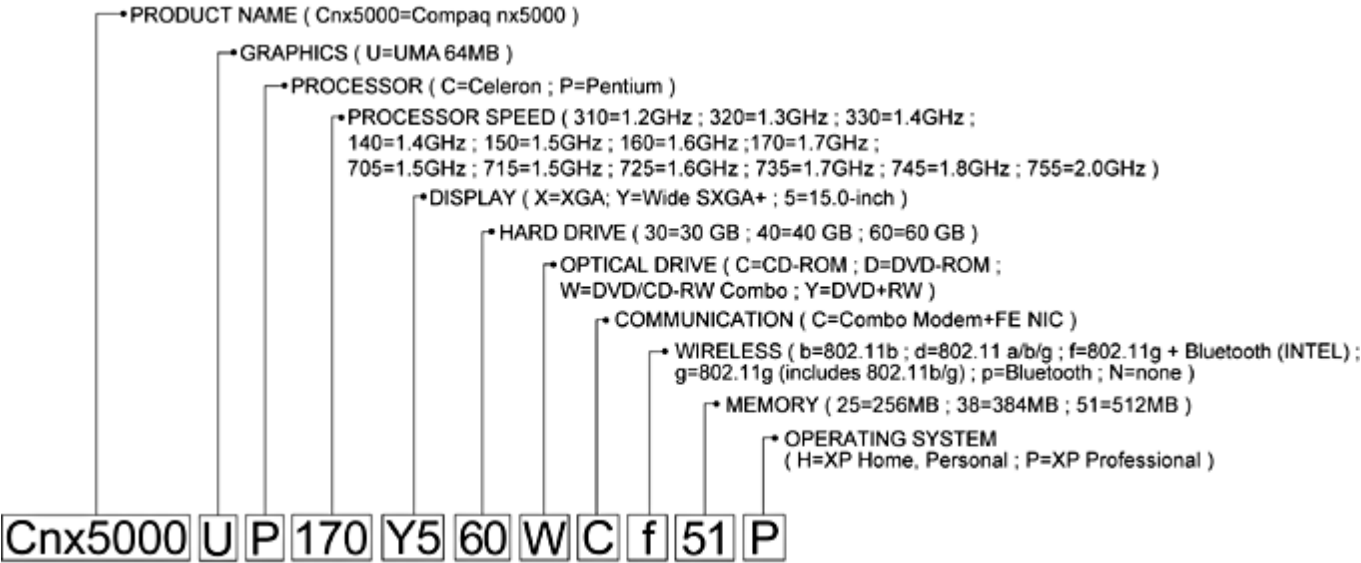 PRODUCT NAME ( Cnx5000=Compaq nx5000 )
GRAPHICS ( U=UMA 64MB )
PROCESSOR ( C=Celeron ; P=Pentium )
PROCESSOR SPEED ( 310=1.2GHz ; 320=1.3GHz ; 330=1.4GHz ;
140=1.4GHz ; 150=1.5GHz ; 160=1.6GHz ;170=1.7GHz ;
705=1.5GHz ; 715=1.5GHz ; 725=1.6GHz ; 735=1.7GHz ; 745=1.8GHz ; 755=2.0GHz )
DISPLAY ( X=XGA; Y=Wide SXGA+ ; 5=15.0-inch )
HARD DRIVE ( 30=30 GB ; 40=40 GB ; 60=60 GB )
OPTICAL DRIVE ( C=CD-ROM ; D=DVD-ROM ;
W=DVD/CD-RW Combo ; Y=DVD+RW )
COMMUNICATION ( C=Combo Modem+FE NIC )
WIRELESS ( b=802.11b ; d=802.11 a/b/g ; f=802.11g + Bluetooth (INTEL) ;
g=802.11g (includes 802.11b/g) ; p=Bluetooth ; N=none )
MEMORY ( 25=256MB ; 38=384MB ; 51=512MB )
OPERATING SYSTEM
( H=XP Home, Personal ; P=XP Professional )
Cnx5000 U P 170 Y5 60 W C f 51 P